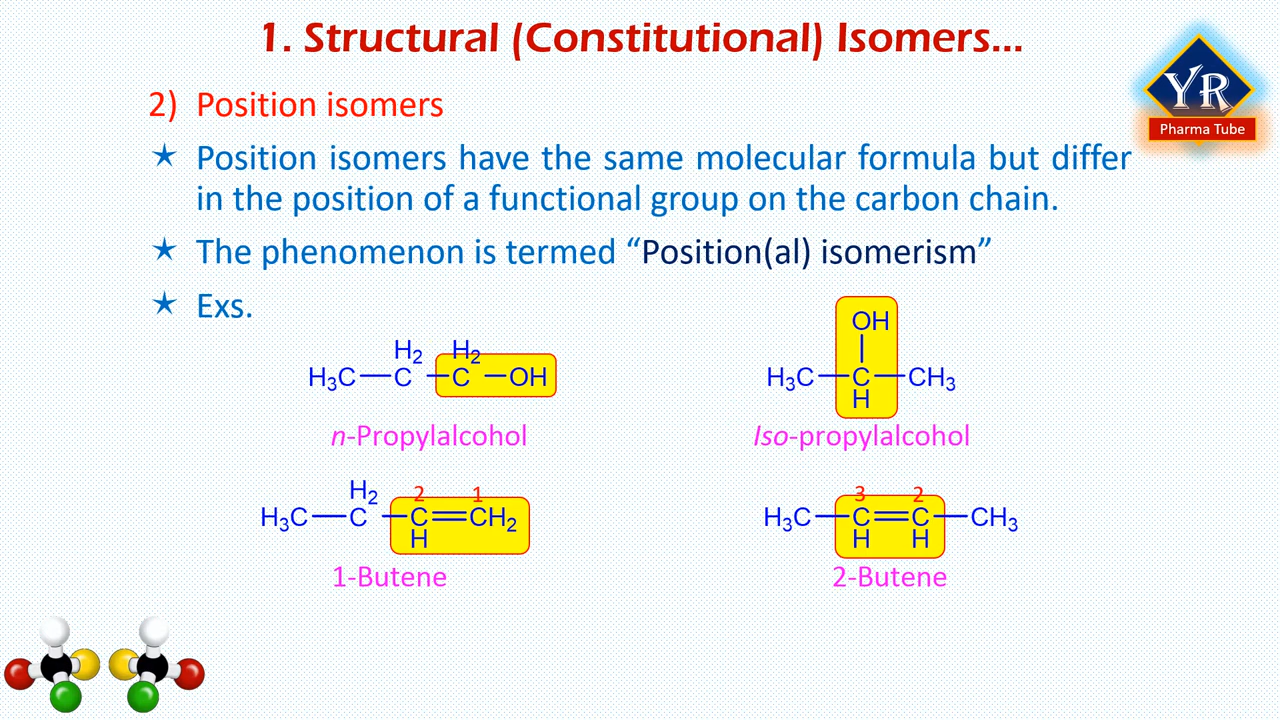 1. Structural (Constitutional) Isomers...
YR
Pharma Tube
2) Position isomers
★ Position isomers have the same molecular formula but differ
in the position of a functional group on the carbon chain.
★ The phenomenon is termed “Position(al) isomerism”
★ Exs.
H2 H2
H3C—C—C—OH
n-Propylalcohol
OH
H3C—C—CH3
H
Iso-propylalcohol
H2 2 1
H3C—C—C=CH2
H
1-Butene
3 2
H3C—C=C—CH3
H H
2-Butene